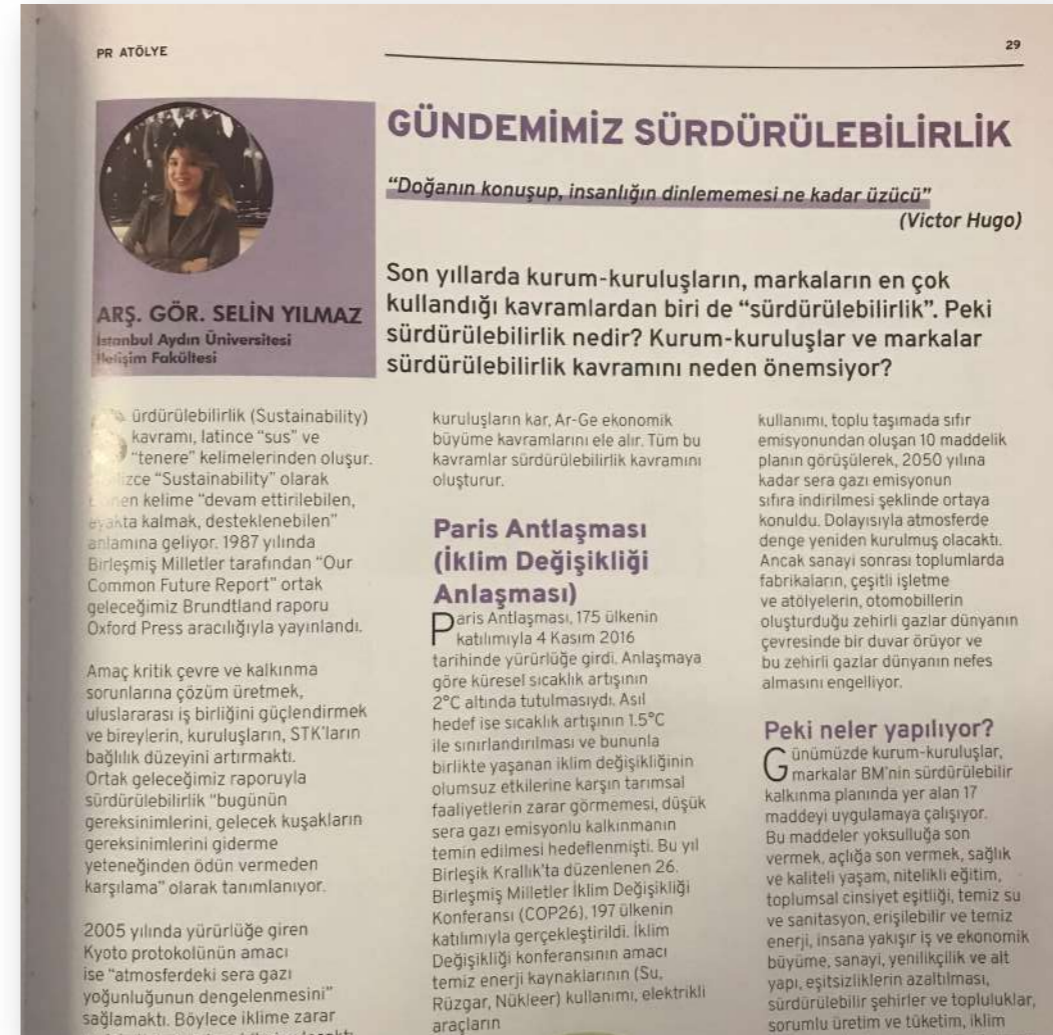 PR ATÖLYE
29
ARŞ. GÖR. SELİN YILMAZ
İstanbul Aydın Üniversitesi
İletişim Fakültesi
GÜNDEMİMİZ SÜRDÜRÜLEBİLİRLİK
“Doğanın konuşup, insanlığın dinlememesi ne kadar üzücü”
(Victor Hugo)
Son yıllarda kurum-kuruluşların, markaların en çok
kullandığı kavramlardan biri de “sürdürülebilirlik”. Peki
sürdürülebilirlik nedir? Kurum-kuruluşlar ve markalar
sürdürülebilirlik kavramını neden önemsiyor?
Sürdürülebilirlik (Sustainability)
kavramı, latince “sus” ve
“tenere” kelimelerinden oluşur.
“Sustainability” olarak
kelime “devam ettirilebilen,
ayakta kalmak, desteklenebilen”
anlamına geliyor. 1987 yılında
Birleşmiş Milletler tarafından “Our
Common Future Report” ortak
geleceğimiz Brundtland raporu
Oxford Press aracılığıyla yayınlandı.
Amaç kritik çevre ve kalkınma
sorunlarına çözüm üretmek,
uluslararası iş birliğini güçlendirmek
ve bireylerin, kuruluşların, STK’ların
bağlılık düzeyini artırmaktı.
Ortak geleceğimiz raporuyla
sürdürülebilirlik “bugünün
gereksinimlerini, gelecek kuşakların
gereksinimlerini giderme
yeteneğinden ödün vermeden
karşılama” olarak tanımlanıyor.
2005 yılında yürürlüğe giren
Kyoto protokolünün amacı
ise “atmosferdeki sera gazı
yoğunluğunun dengelenmesini”
sağlamaktı. Böylece iklime zarar
kuruluşların kar, Ar-Ge ekonomik
büyüme kavramlarını ele alır. Tüm bu
kavramlar sürdürülebilirlik kavramını
oluşturur.
Paris Antlaşması
(İklim Değişikliği
Anlaşması)
Paris Antlaşması, 175 ülkenin
katılımıyla 4 Kasım 2016
tarihinde yürürlüğe girdi. Anlaşmaya
göre küresel sıcaklık artışının
2°C altında tutulmasıydı. Asıl
hedef ise sıcaklık artışının 1.5°C
ile sınırlandırılması ve bununla
birlikte yaşanan iklim değişikliğinin
olumsuz etkilerine karşın tarımsal
faaliyetlerin zarar görmemesi, düşük
sera gazı emisyonlu kalkınmanın
temin edilmesi hedeflenmişti. Bu yıl
Birleşik Krallık’ta düzenlenen 26.
Birleşmiş Milletler İklim Değişikliği
Konferansı (COP26), 197 ülkenin
katılımıyla gerçekleştirildi. İklim
Değişikliği konferansının amacı
temiz enerji kaynaklarının (Su,
Rüzgar, Nükleer) kullanımı, elektrikli
araçların
kullanımı, toplu taşımada sıfır
emisyonundan oluşan 10 maddelik
planın görüşülerek, 2050 yılına
kadar sera gazı emisyonun
sıfıra indirilmesi şeklinde ortaya
konuldu. Dolayısıyla atmosferde
denge yeniden kurulmuş olacaktı.
Ancak sanayi sonrası toplumlarda
fabrikaların, çeşitli işletme
ve atölyelerin, otomobillerin
oluşturduğu zehirli gazlar dünyanın
çevresinde bir duvar örüyor ve
bu zehirli gazlar dünyanın nefes
almasını engelliyor.
Peki neler yapılıyor?
Günümüzde kurum-kuruluşlar,
markalar BM’nin sürdürülebilir
kalkınma planında yer alan 17
maddeyi uygulamaya çalışıyor.
Bu maddeler yoksulluğa son
vermek, açlığa son vermek, sağlık
ve kaliteli yaşam, nitelikli eğitim,
toplumsal cinsiyet eşitliği, temiz su
ve sanitasyon, erişilebilir ve temiz
enerji, insana yakışır iş ve ekonomik
büyüme, sanayi, yenilikçilik ve alt
yapı, eşitsizliklerin azaltılması,
sürdürülebilir şehirler ve topluluklar,
sorumlu üretim ve tüketim, iklim